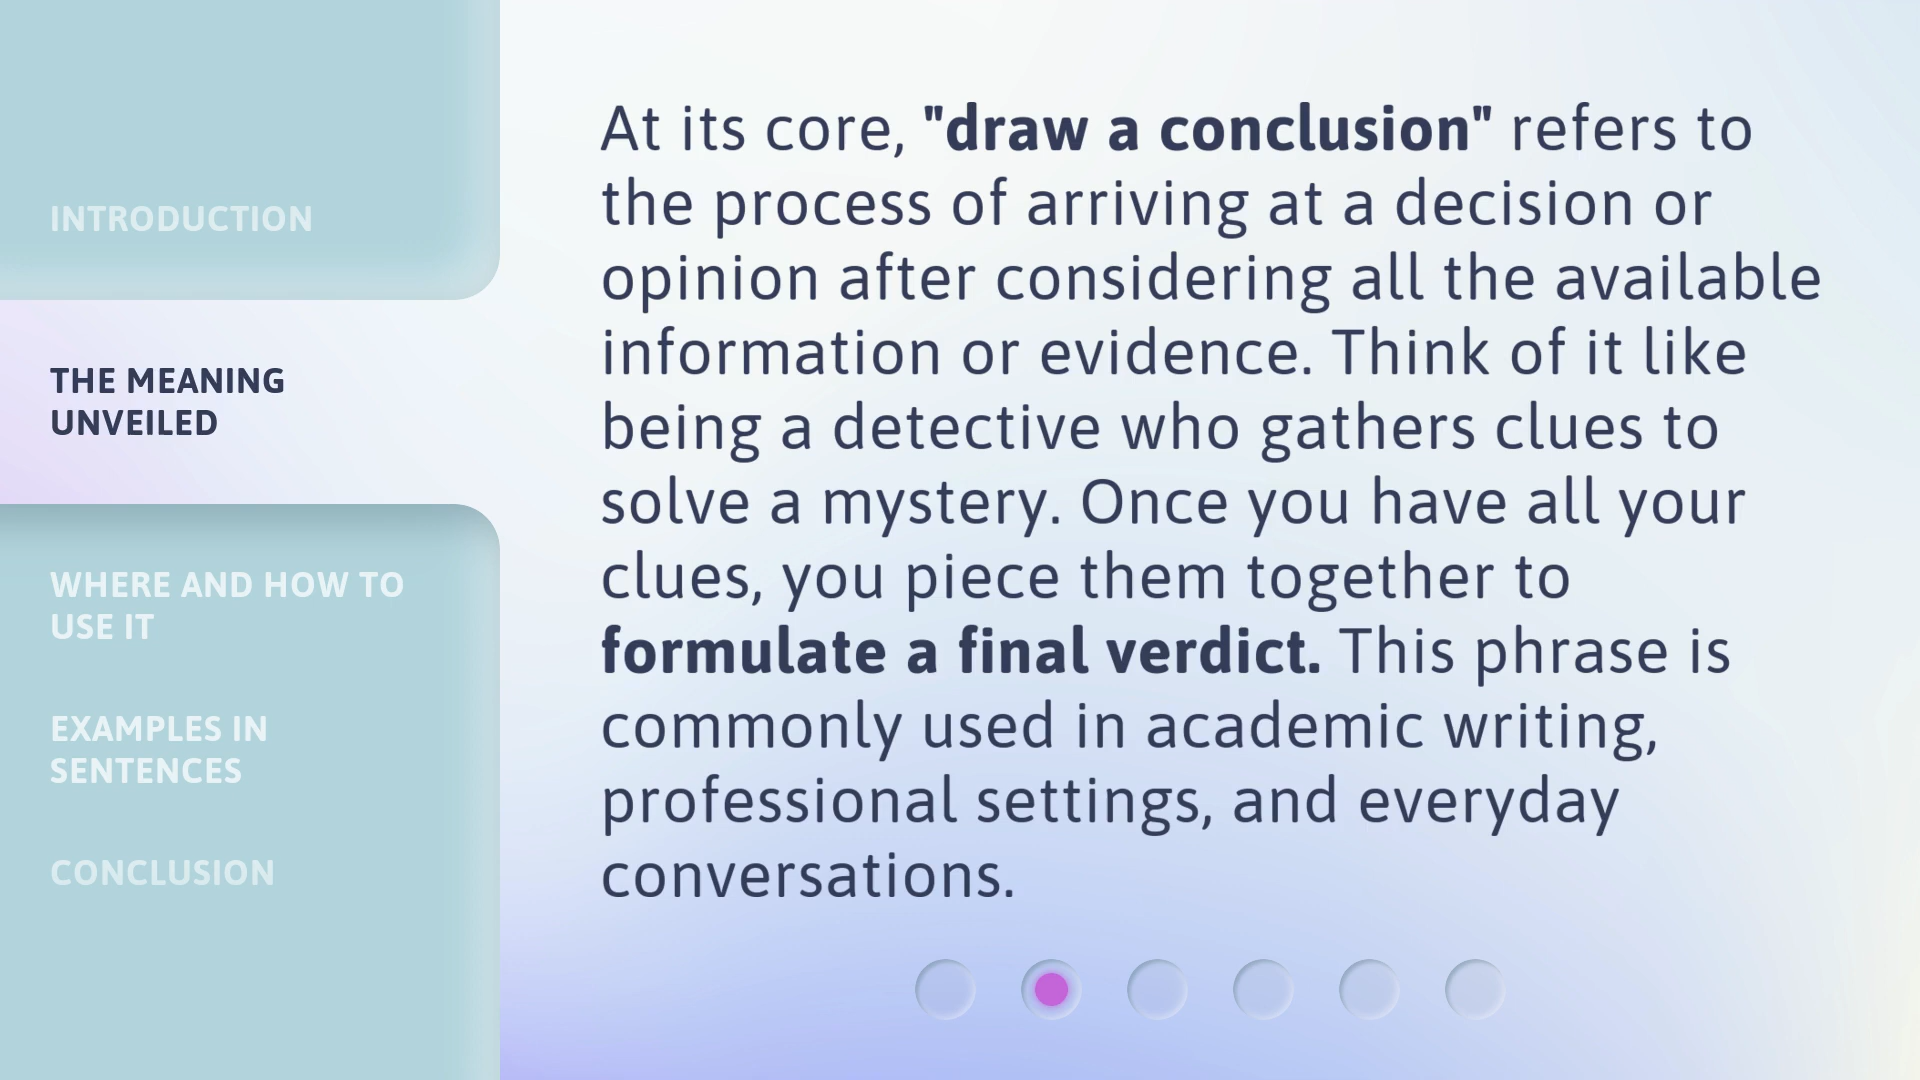 INTRODUCTION
THE MEANING
UNVEILED
WHERE AND HOW TO
USE IT
EXAMPLES IN
SENTENCES
CONCLUSION
At its core, "draw a conclusion" refers to
the process of arriving at a decision or
opinion after considering all the available
information or evidence. Think of it like
being a detective who gathers clues to
solve a mystery. Once you have all your
clues, you piece them together to
formulate a final verdict. This phrase is
commonly used in academic writing,
professional settings, and everyday
conversations.